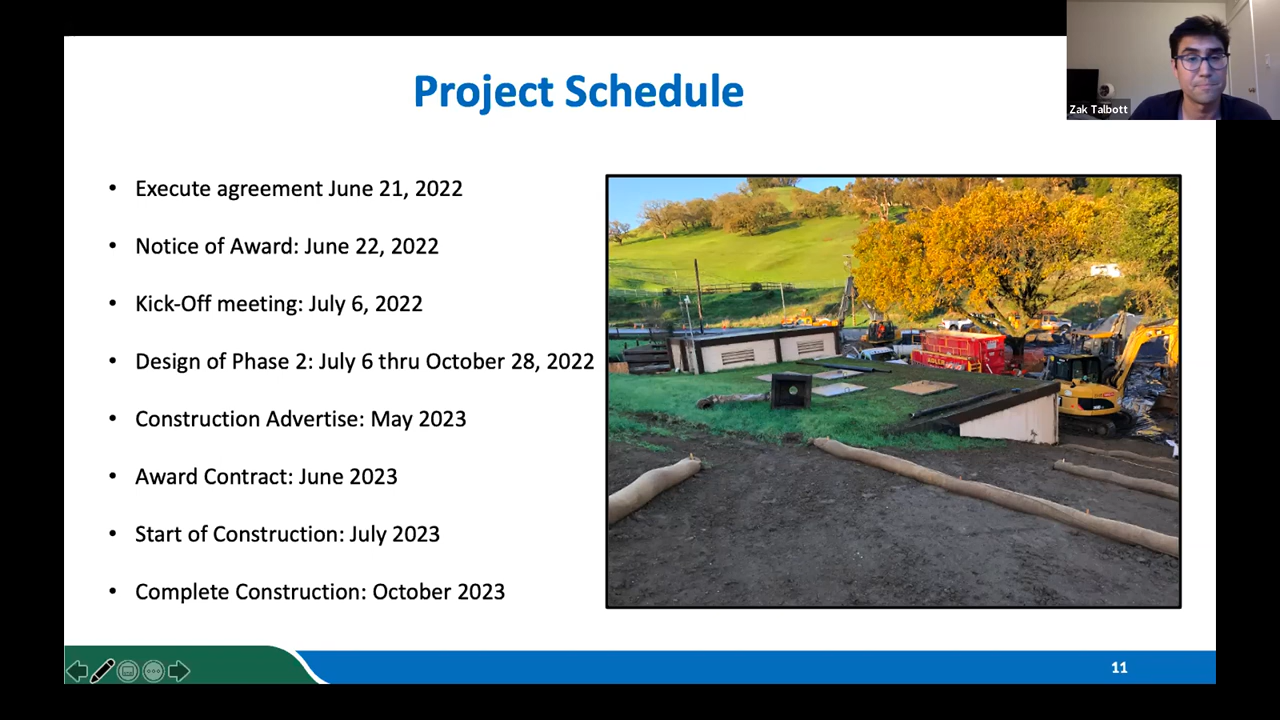 Project Schedule
Zak Talbott
• Execute agreement June 21, 2022
• Notice of Award: June 22, 2022
• Kick-Off meeting: July 6, 2022
• Design of Phase 2: July 6 thru October 28, 2022
• Construction Advertise: May 2023
• Award Contract: June 2023
• Start of Construction: July 2023
• Complete Construction: October 2023
11